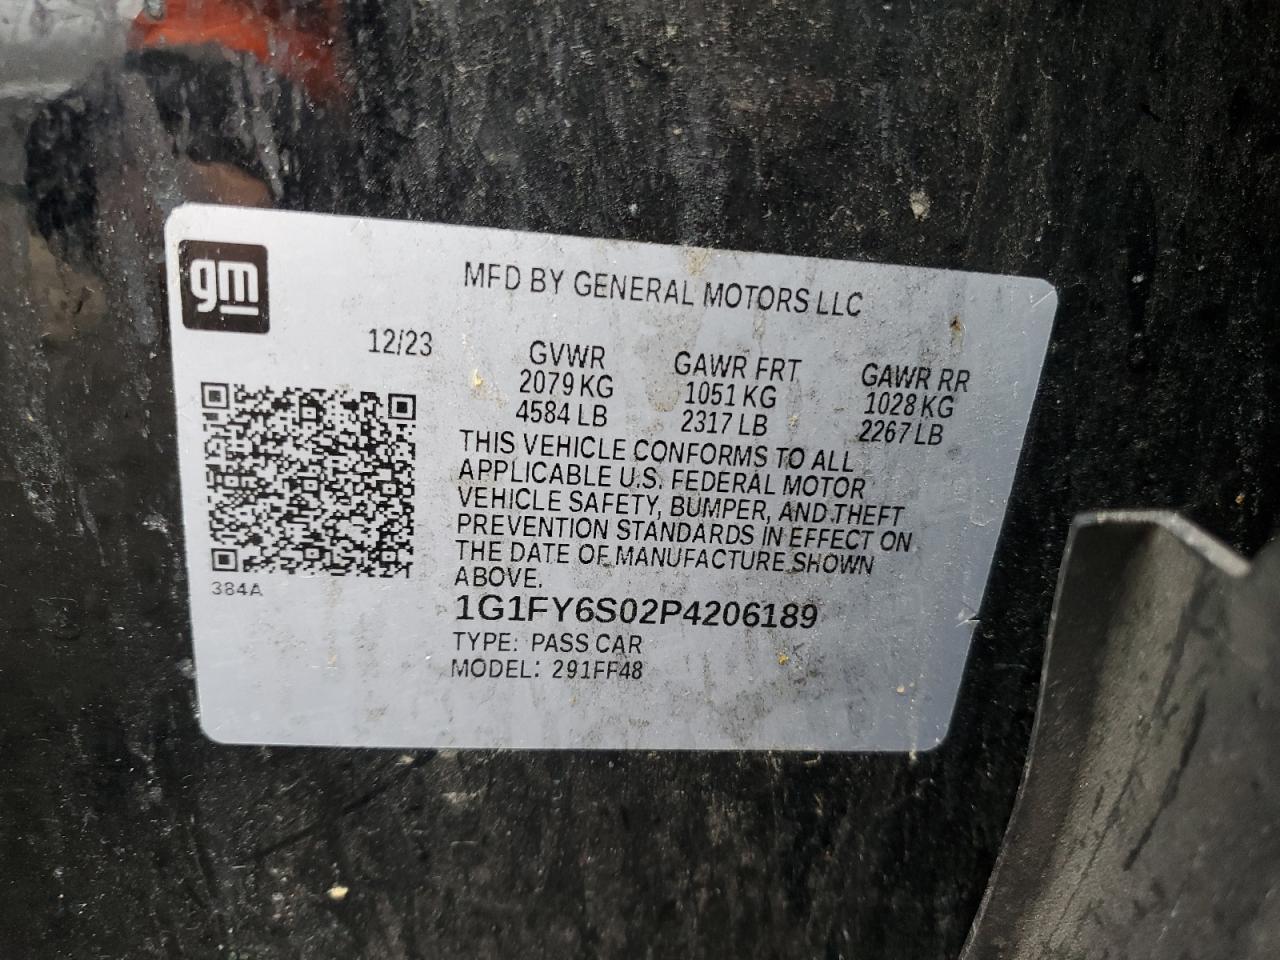 gm
MFD BY GENERAL MOTORS LLC
12/23
GVWR
2079 KG
4584 LB
GAWR FRT
1051 KG
2317 LB
GAWR RR
1028 KG
2267 LB
THIS VEHICLE CONFORMS TO ALL
APPLICABLE U.S. FEDERAL MOTOR
VEHICLE SAFETY, BUMPER, AND THEFT
PREVENTION STANDARDS IN EFFECT ON
THE DATE OF MANUFACTURE SHOWN
ABOVE.
384A
1G1FY6S02P4206189
TYPE: PASS CAR
MODEL: 291FF48